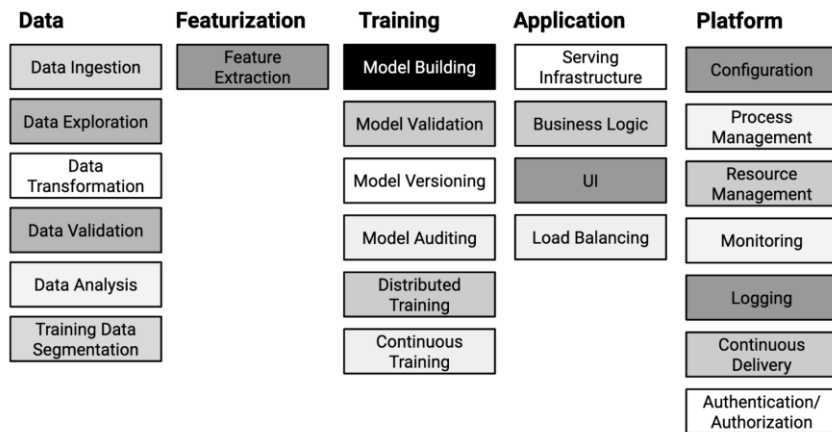 Data
Data Ingestion
Data Exploration
Data
Transformation
Data Validation
Data Analysis
Training Data
Segmentation
Featurization
Feature
Extraction
Training
Model Building
Model Validation
Model Versioning
Model Auditing
Distributed
Training
Continuous
Training
Application
Serving
Infrastructure
Business Logic
UI
Load Balancing
Platform
Configuration
Process
Management
Resource
Management
Monitoring
Logging
Continuous
Delivery
Authentication/
Authorization